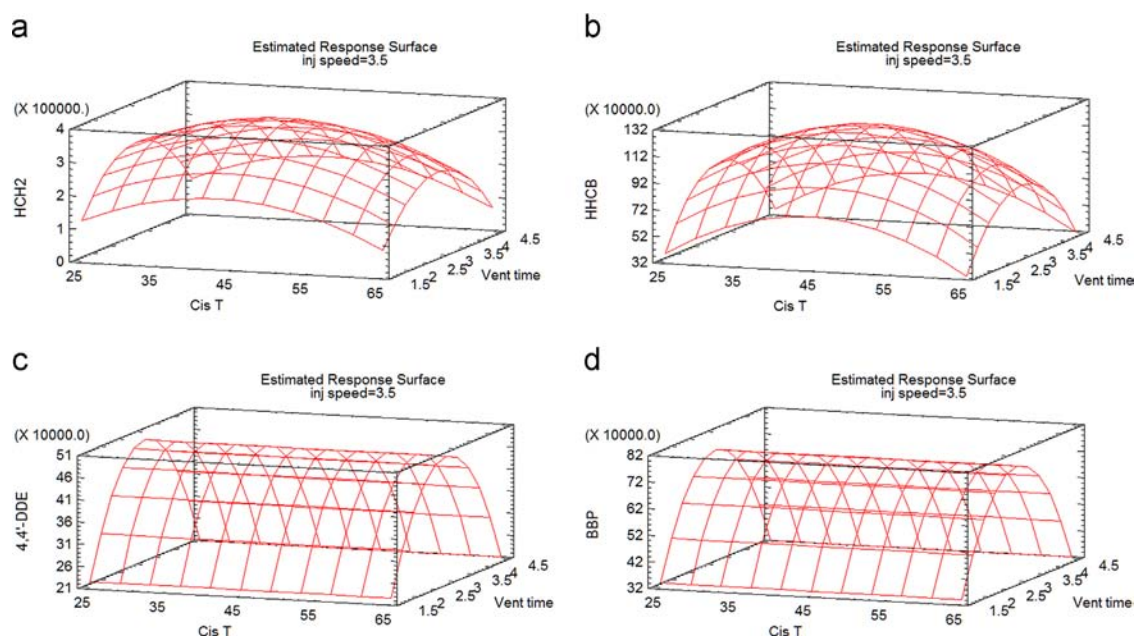 a
Estimated Response Surface
inj speed=3.5
(X 100000.)
4
3
2
1
0
HCH2
25
35
45
55
65
Cis T
1.5
2
2.5
3
3.5
4
4.5
Vent time
b
Estimated Response Surface
inj speed=3.5
(X 10000.0)
132
112
92
72
52
32
HHCB
25
35
45
55
65
Cis T
1.5
2
2.5
3
3.5
4
4.5
Vent time
c
Estimated Response Surface
inj speed=3.5
(X 10000.0)
51
46
41
36
31
26
21
4,4'-DDE
25
35
45
55
65
Cis T
1.5
2
2.5
3
3.5
4
4.5
Vent time
d
Estimated Response Surface
inj speed=3.5
(X 10000.0)
82
72
62
52
42
32
BBP
25
35
45
55
65
Cis T
1.5
2
2.5
3
3.5
4
4.5
Vent time